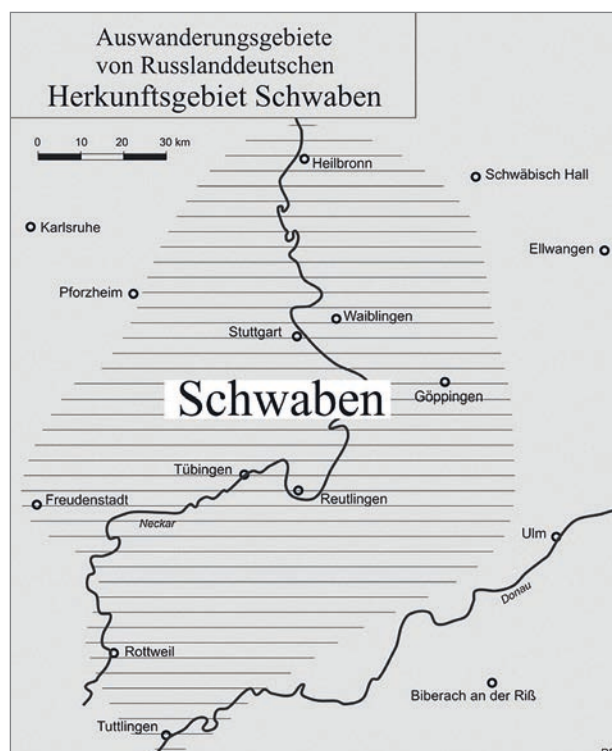 Auswanderungsgebiete
von Russlanddeutschen
Herkunftsgebiet Schwaben
0 10 20 30 km
Heilbronn
Schwäbisch Hall
Karlsruhe
Ellwangen
Pforzheim
Waiblingen
Stuttgart
Schwaben
Göppingen
Tübingen
Reutlingen
Freudenstadt
Neckar
Ulm
Donau
Rottweil
Biberach an der Riß
Tuttlingen